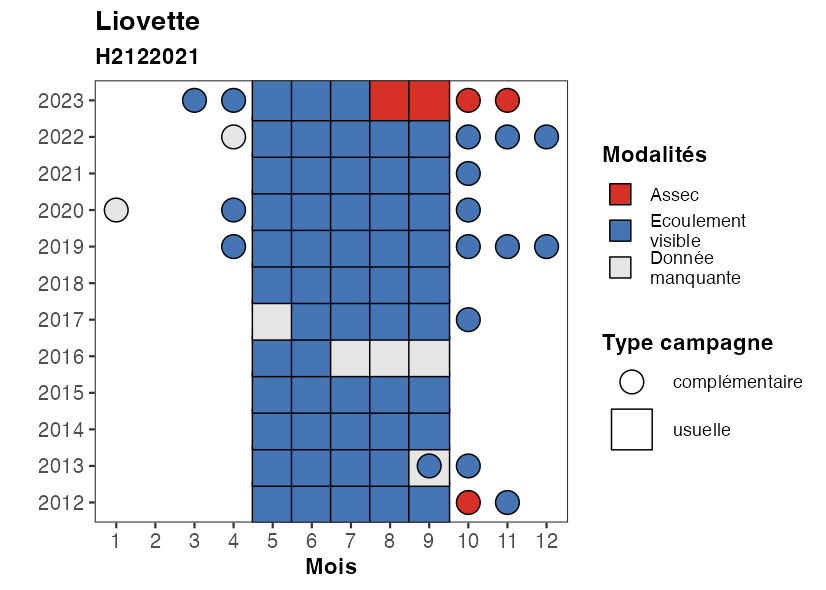 Liovette
H2122021
2023
2022
2021
2020
2019
2018
2017
2016
2015
2014
2013
2012
1 2 3 4 5 6 7 8 9 10 11 12
Mois
Modalités
Assec
Ecoulement
visible
Donnée
manquante
Type campagne
complémentaire
usuelle